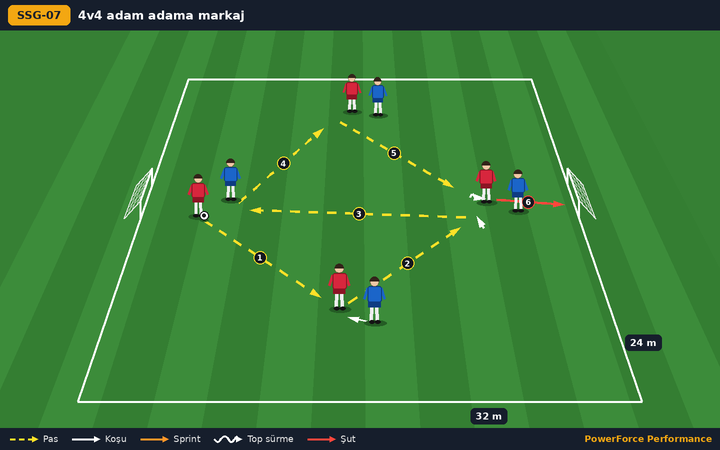 SSG-07 4v4 adam adama markaj
5
4
6
3
1
2
24 m
32 m
Pas Koşu Sprint Top sürme Şut PowerForce Performance